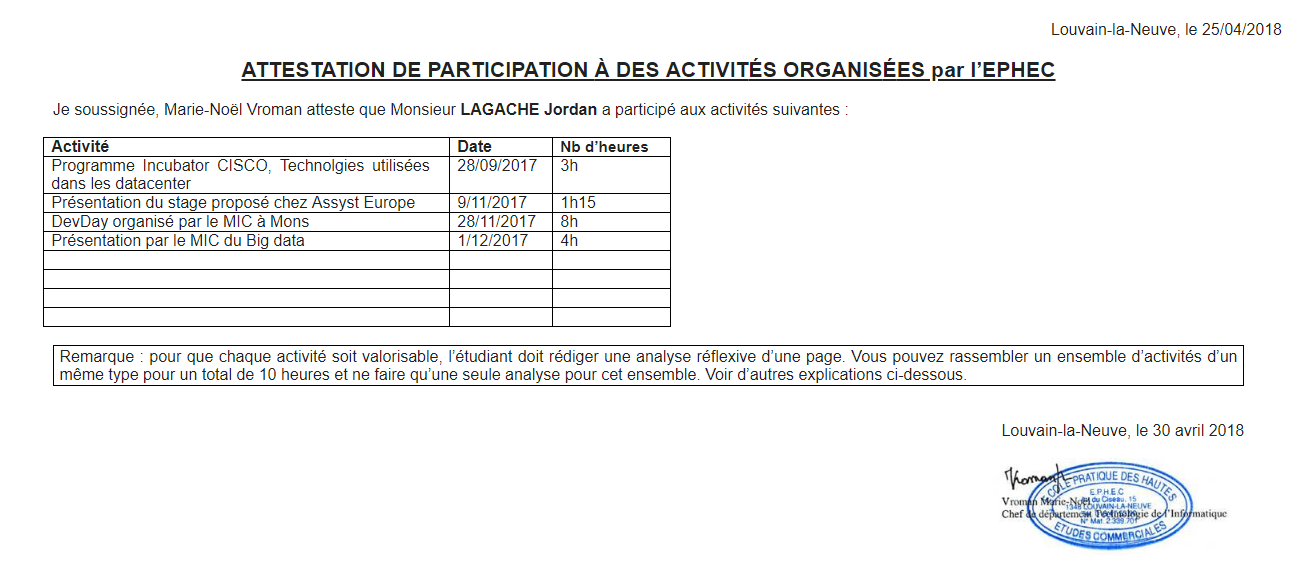 Louvain-la-Neuve, le 25/04/2018
ATTESTATION DE PARTICIPATION À DES ACTIVITÉS ORGANISÉES par l’EPHEC
Je soussignée, Marie-Noël Vroman atteste que Monsieur LAGACHE Jordan a participé aux activités suivantes :
Activité Date Nb d’heures
Programme Incubator CISCO, Technolgies utilisées 28/09/2017 3h
dans les datacenter
Présentation du stage proposé chez Assyst Europe 9/11/2017 1h15
DevDay organisé par le MIC à Mons 28/11/2017 8h
Présentation par le MIC du Big data 1/12/2017 4h
Remarque : pour que chaque activité soit valorisable, l’étudiant doit rédiger une analyse réflexive d’une page. Vous pouvez rassembler un ensemble d’activités d’un
même type pour un total de 10 heures et ne faire qu’une seule analyse pour cet ensemble. Voir d’autres explications ci-dessous.
Louvain-la-Neuve, le 30 avril 2018
Vroman
ECOLE PRATIQUE DES HAUTES
E.P.H.E.C
du Ciseau, 15
1348 LOUVAIN-LA-NEUVE
N° Mat. 2.339.701
ETUDES COMMERCIALES
Vroman Marie-Noël
Chef de département Technologie de l’Informatique